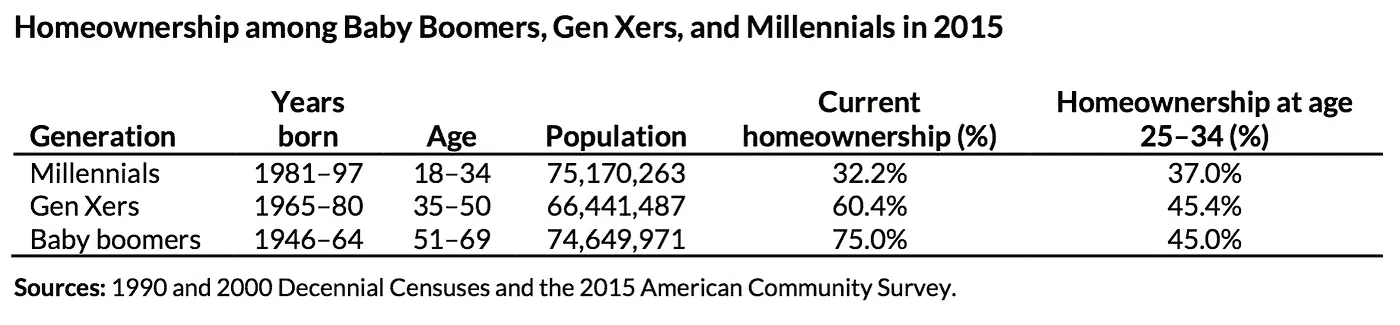 Homeownership among Baby Boomers, Gen Xers, and Millennials in 2015
Generation Years born Age Population Current homeownership (%) Homeownership at age 25–34 (%)
Millennials 1981–97 18–34 75,170,263 32.2% 37.0%
Gen Xers 1965–80 35–50 66,441,487 60.4% 45.4%
Baby boomers 1946–64 51–69 74,649,971 75.0% 45.0%
Sources: 1990 and 2000 Decennial Censuses and the 2015 American Community Survey.